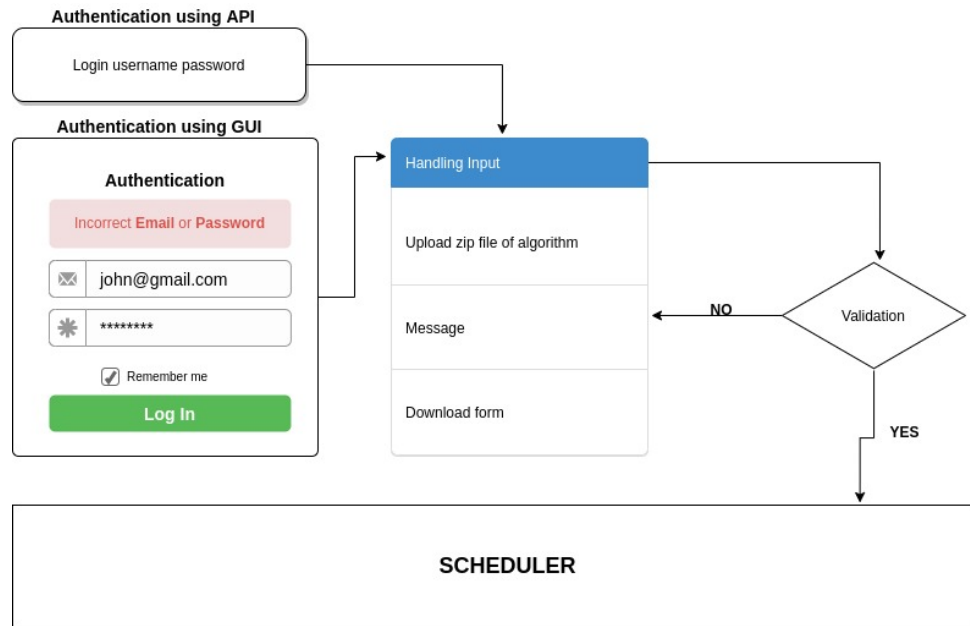 Authentication using API
Login username password
Authentication using GUI
Authentication
Incorrect Email or Password
john@gmail.com
********
Remember me
Log In
Handling Input
Upload zip file of algorithm
Message
Download form
NO
Validation
YES
SCHEDULER